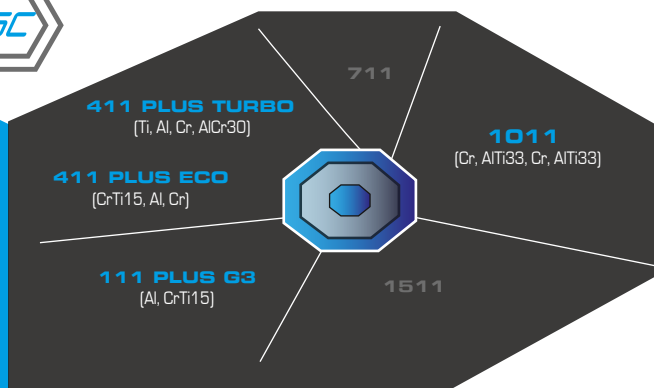 SC
711
411 PLUS TURBO
(Ti, Al, Cr, AlCr30)
1011
(Cr, AlTi33, Cr, AlTi33)
411 PLUS ECO
(CrTi15, Al, Cr)
111 PLUS G3
(Al, CrTi15)
1511